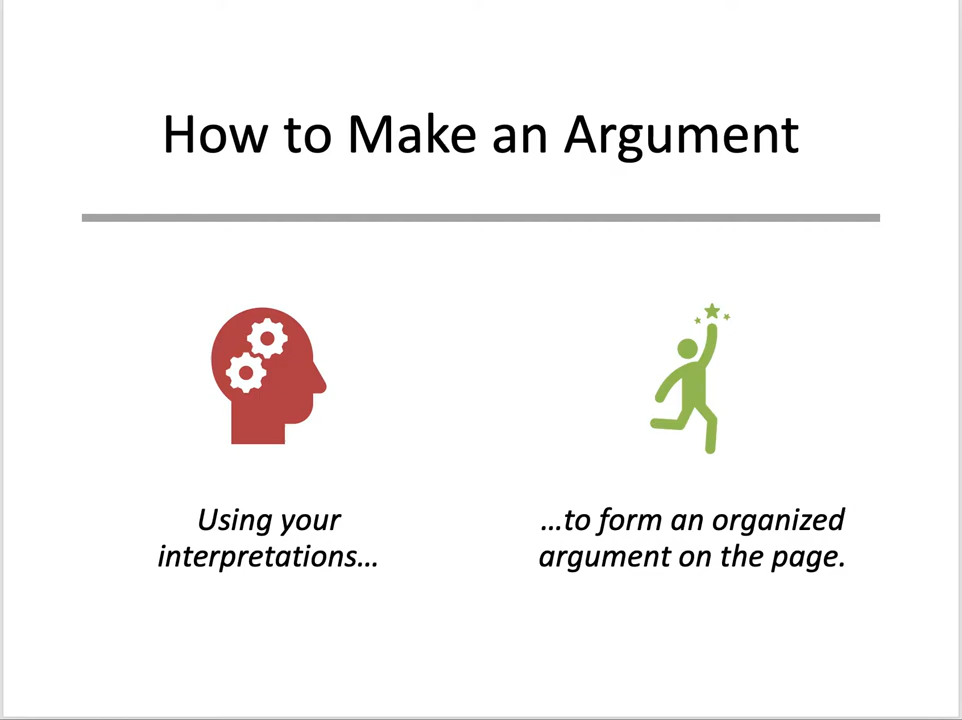 How to Make an Argument
Using your
interpretations...
...to form an organized
argument on the page.